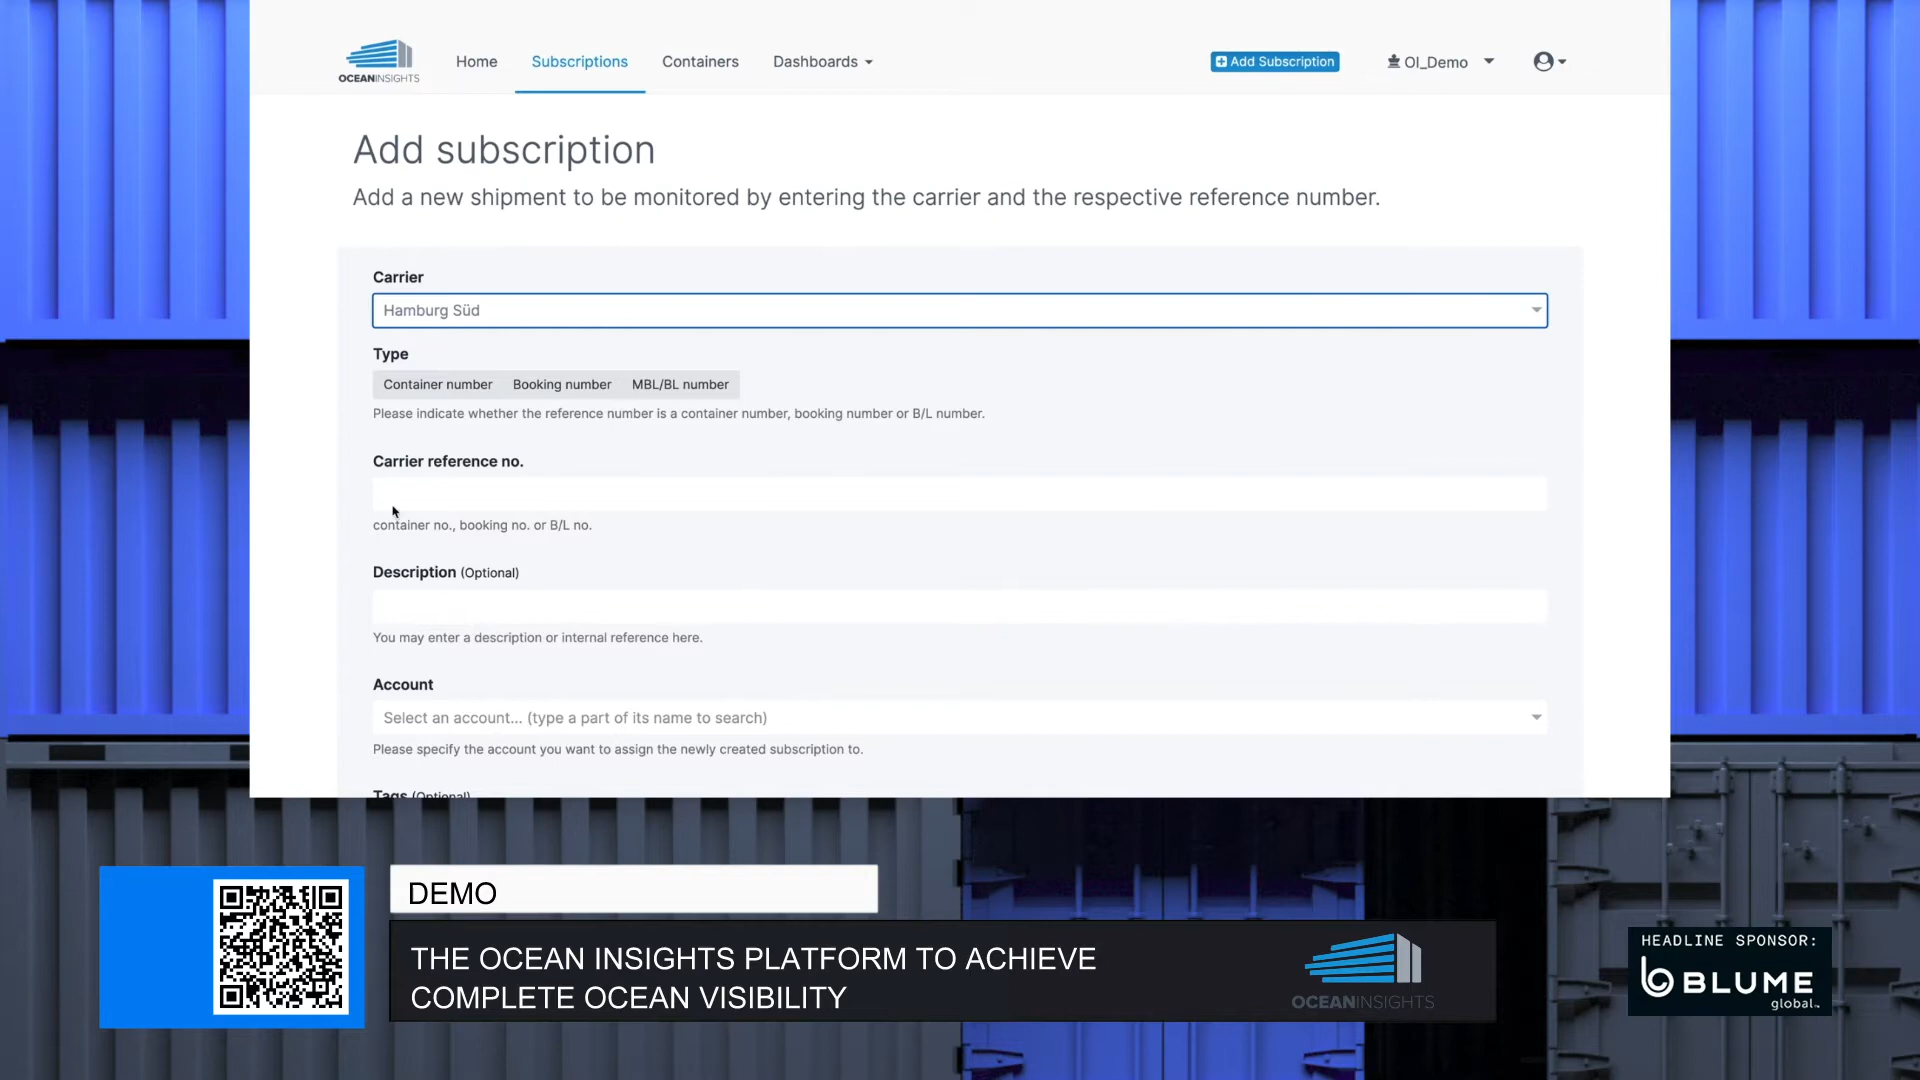 OCEANINSIGHTS
Home
Subscriptions
Containers
Dashboards
Add Subscription
OI_Demo
Add subscription
Add a new shipment to be monitored by entering the carrier and the respective reference number.
Carrier
Hamburg Süd
Type
Container number
Booking number
MBL/BL number
Please indicate whether the reference number is a container number, booking number or B/L number.
Carrier reference no.
container no., booking no. or B/L no.
Description (Optional)
You may enter a description or internal reference here.
Account
Select an account... (type a part of its name to search)
Please specify the account you want to assign the newly created subscription to.
Tags (Optional)
DEMO
THE OCEAN INSIGHTS PLATFORM TO ACHIEVE
COMPLETE OCEAN VISIBILITY
OCEANINSIGHTS
HEADLINE SPONSOR:
BLUME
global™